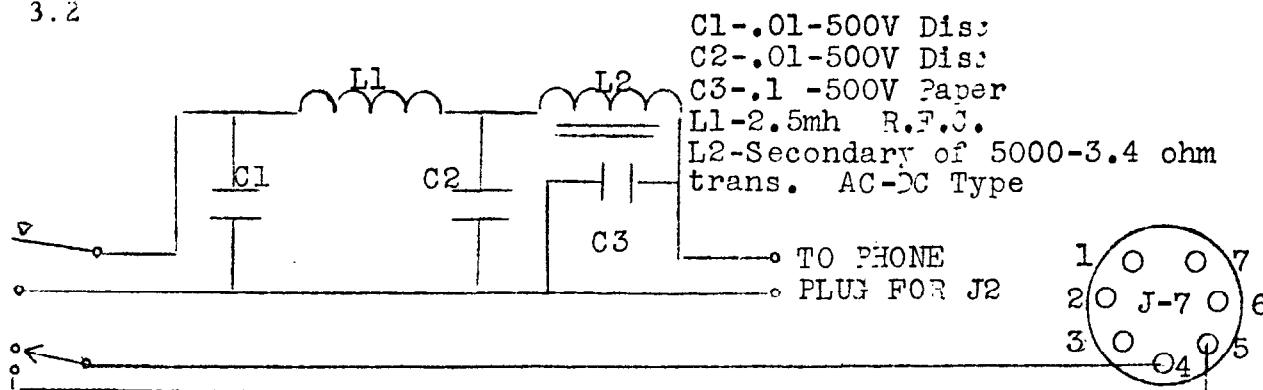 3.2
C1-.01-500V Disc
C2-.01-500V Disc
C3-.1 -500V Paper
L1-2.5mh R.F.C.
L2-Secondary of 5000-3.4 ohm
trans. AC-DC Type
L1
L2
C1
C2
C3
TO PHONE
PLUG FOR J2
1
7
2
J-7
6
3
5
4